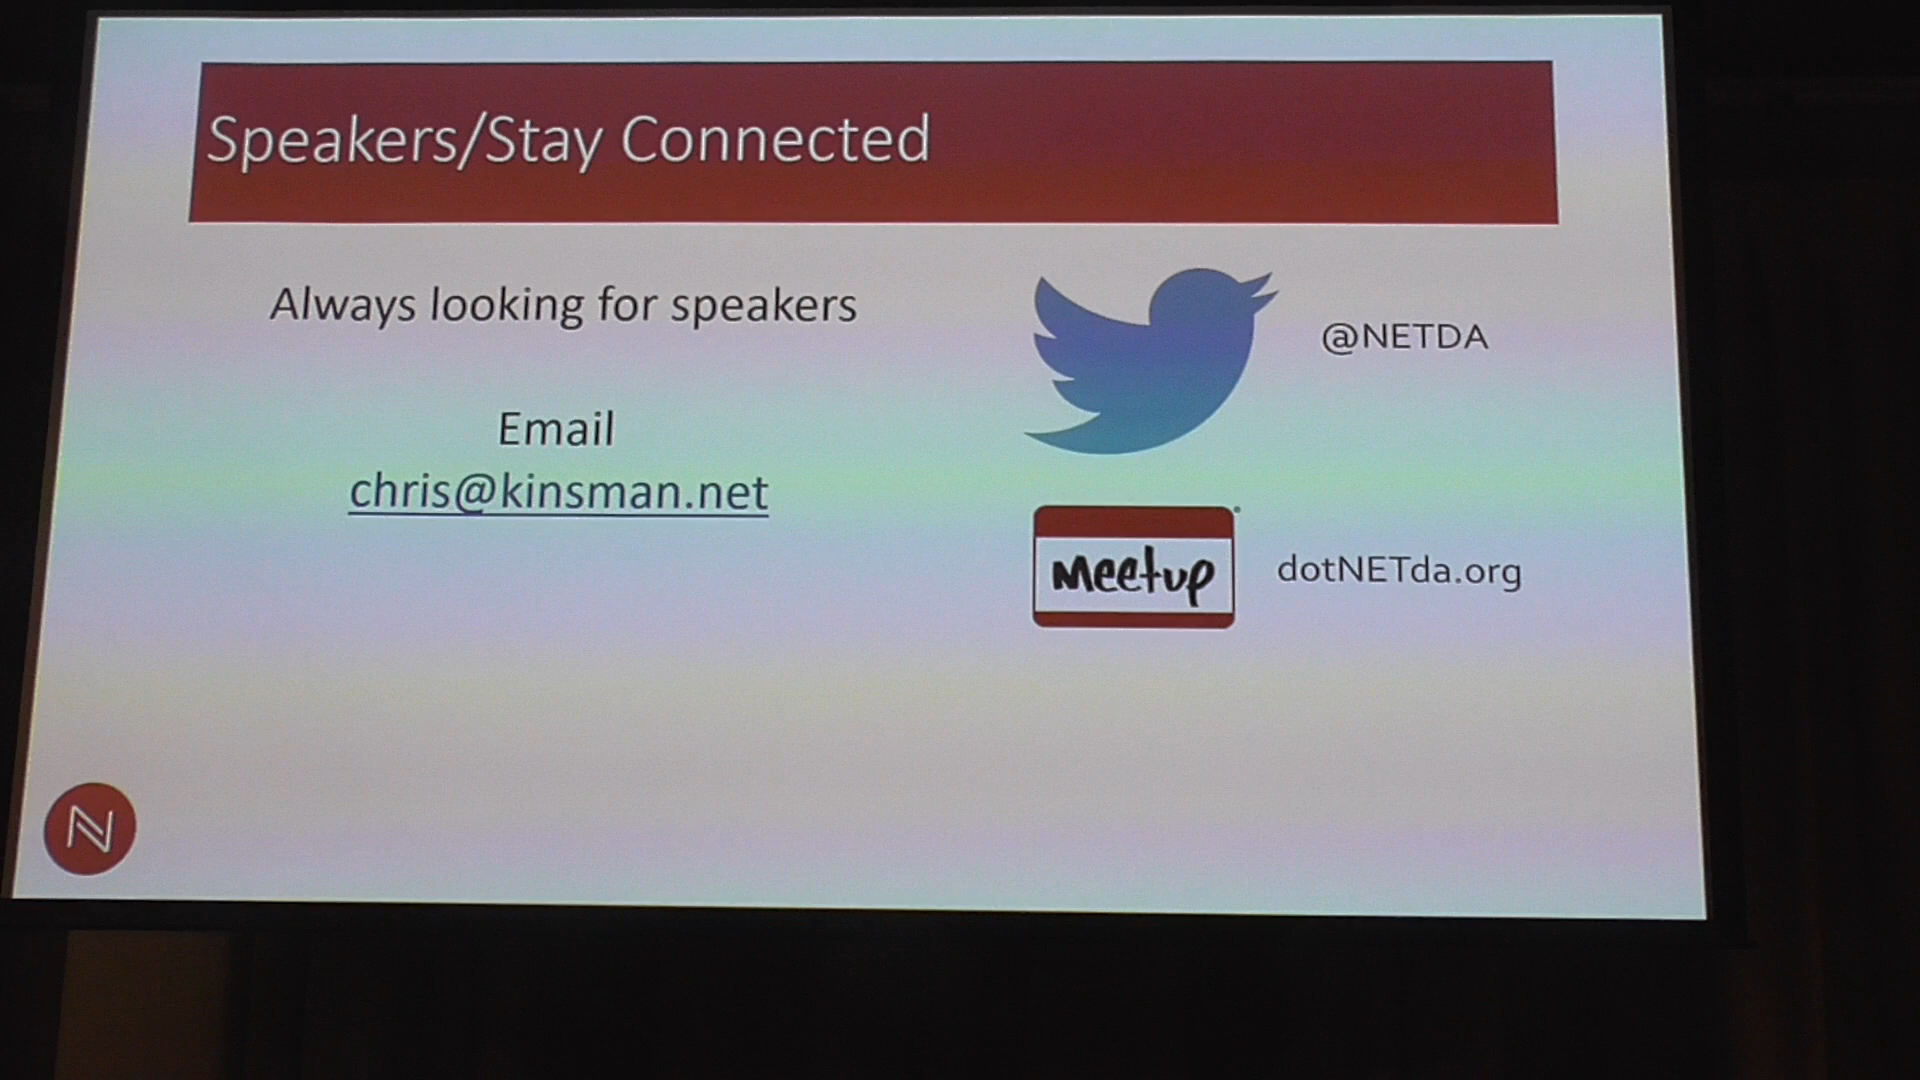 Speakers/Stay Connected
Always looking for speakers
Email
chris@kinsman.net
@NETDA
meetup
dotNETda.org
N